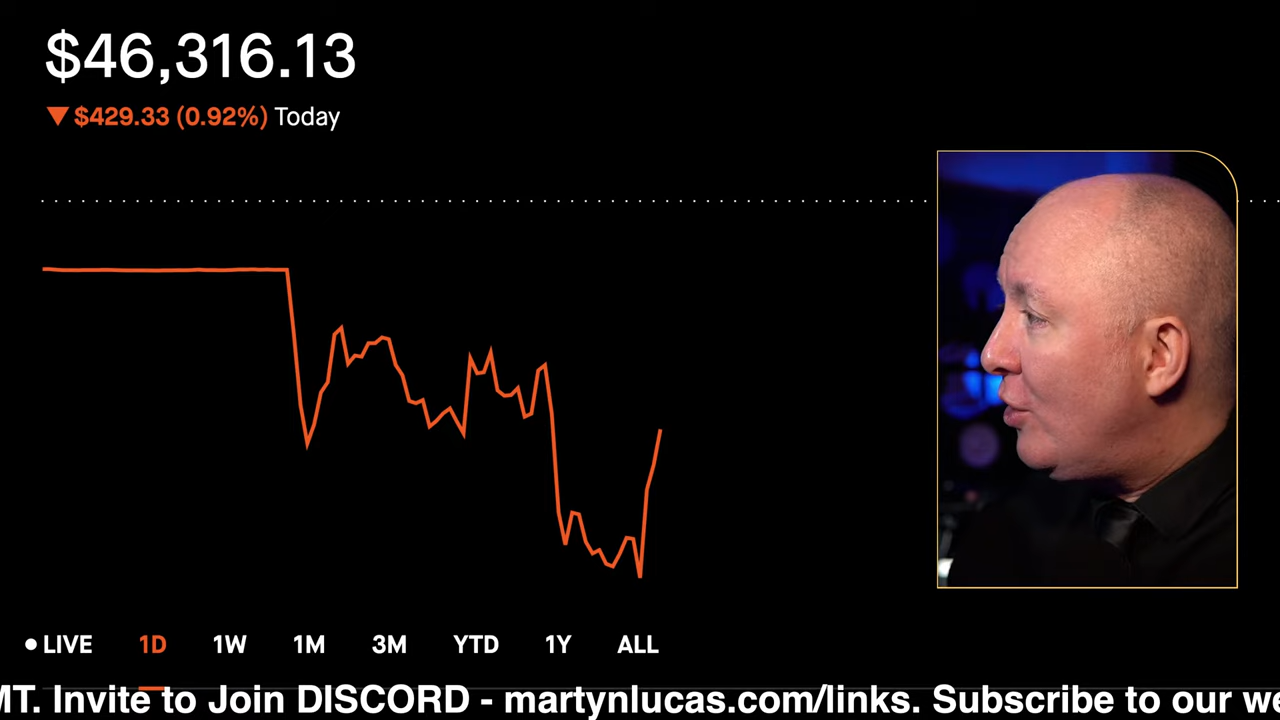 $46,316.13
▼$429.33 (0.92%) Today
LIVE 1D 1W 1M 3M YTD 1Y ALL
MT. Invite to Join DISCORD - martynlucas.com/links. Subscribe to our we